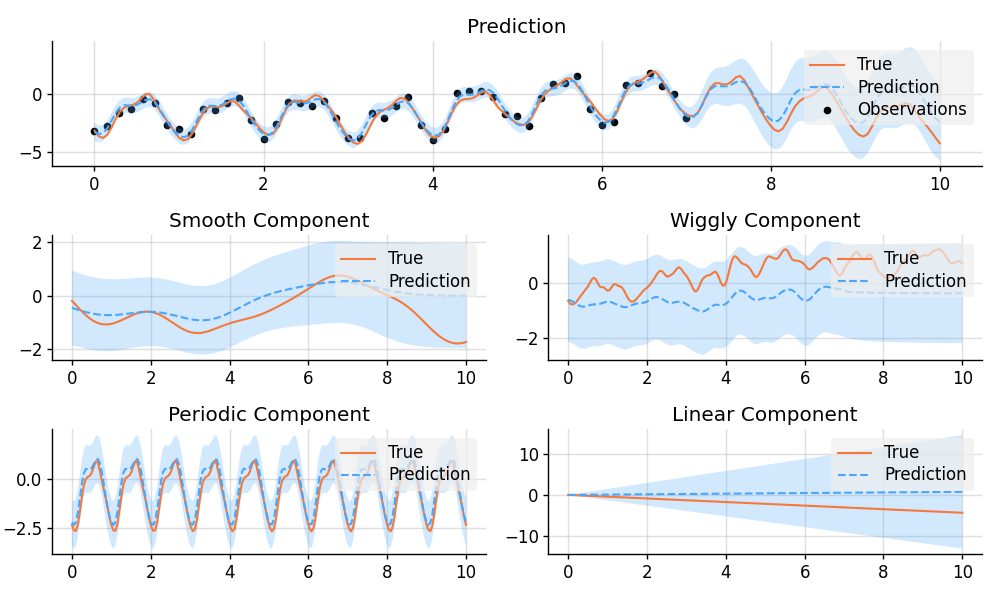 Prediction
True
Prediction
Observations
0
−5
0 2 4 6 8 10
Smooth Component
True
Prediction
2
0
−2
0 2 4 6 8 10
Wiggly Component
True
Prediction
0
−2
0 2 4 6 8 10
Periodic Component
True
Prediction
0.0
−2.5
0 2 4 6 8 10
Linear Component
True
Prediction
10
0
−10
0 2 4 6 8 10